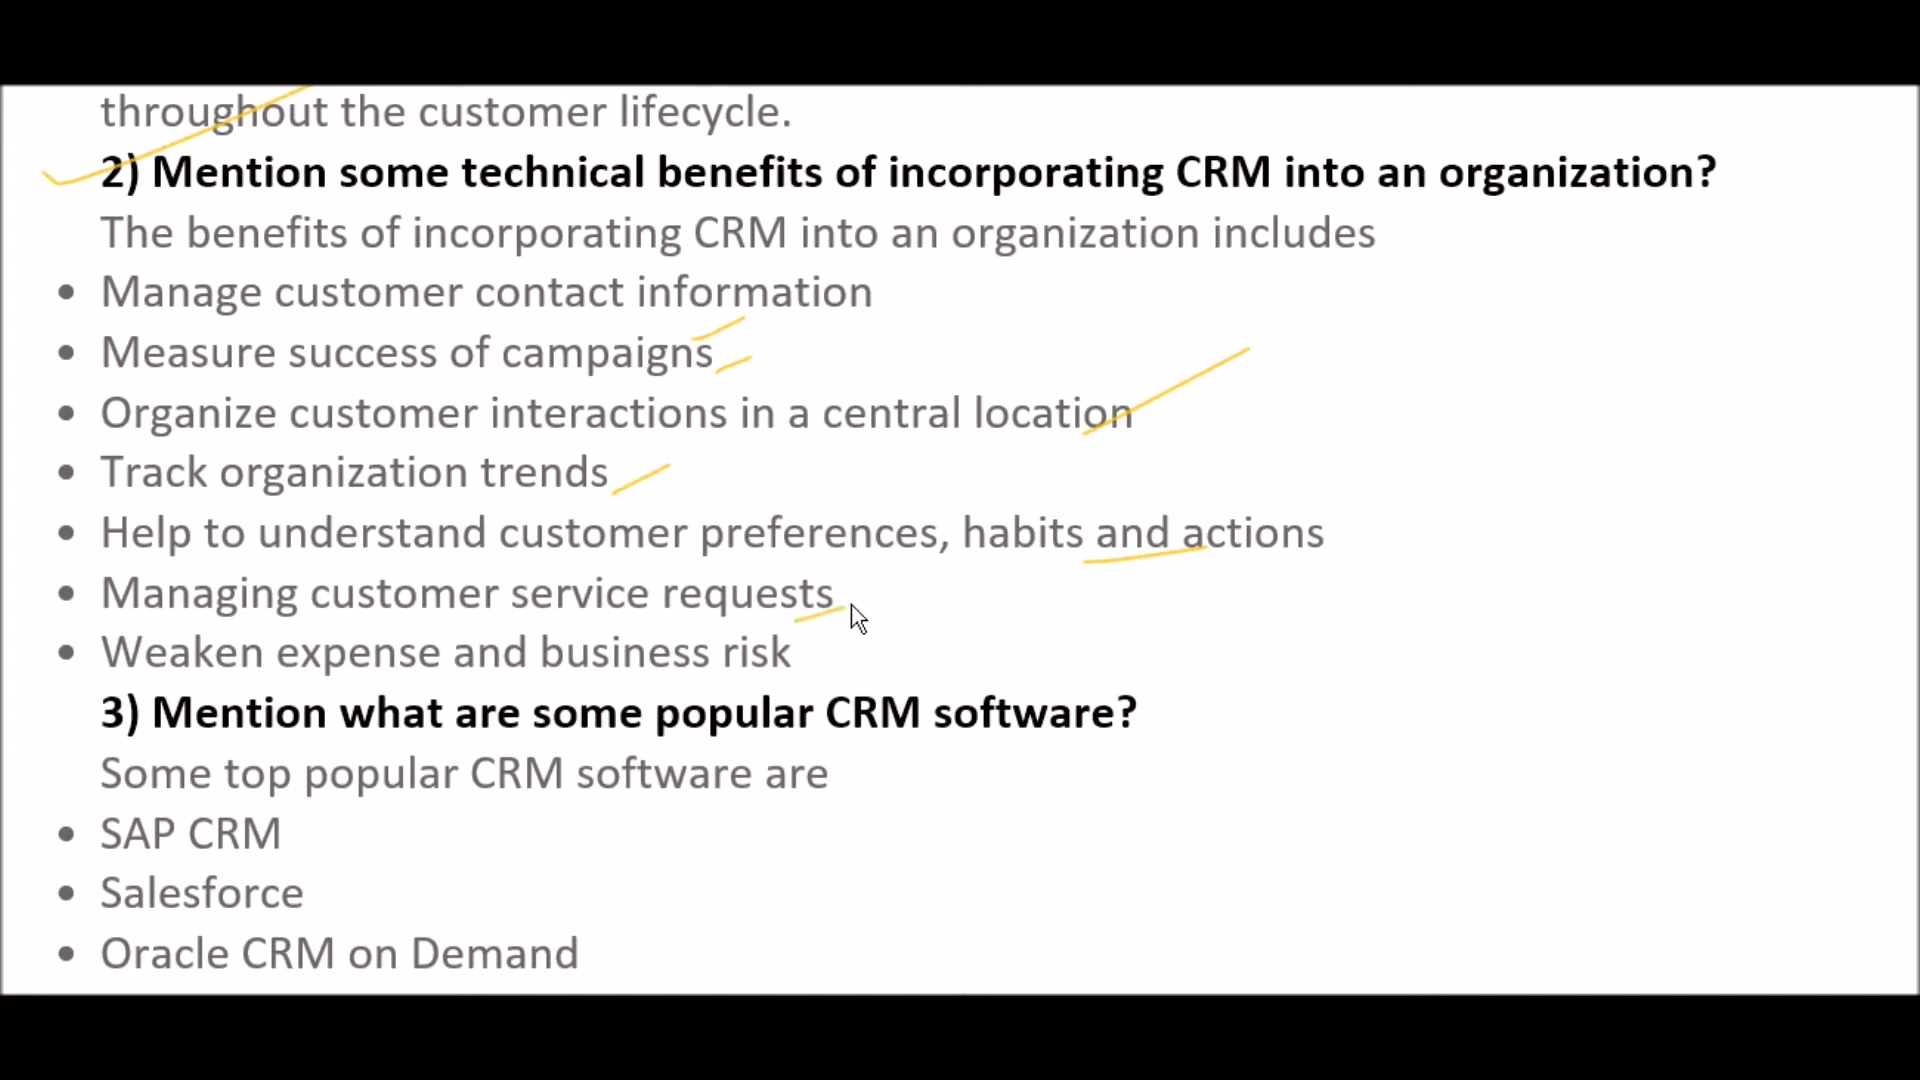 throughout the customer lifecycle.
2) Mention some technical benefits of incorporating CRM into an organization?
The benefits of incorporating CRM into an organization includes
• Manage customer contact information
• Measure success of campaigns
• Organize customer interactions in a central location
• Track organization trends
• Help to understand customer preferences, habits and actions
• Managing customer service requests
• Weaken expense and business risk
3) Mention what are some popular CRM software?
Some top popular CRM software are
• SAP CRM
• Salesforce
• Oracle CRM on Demand